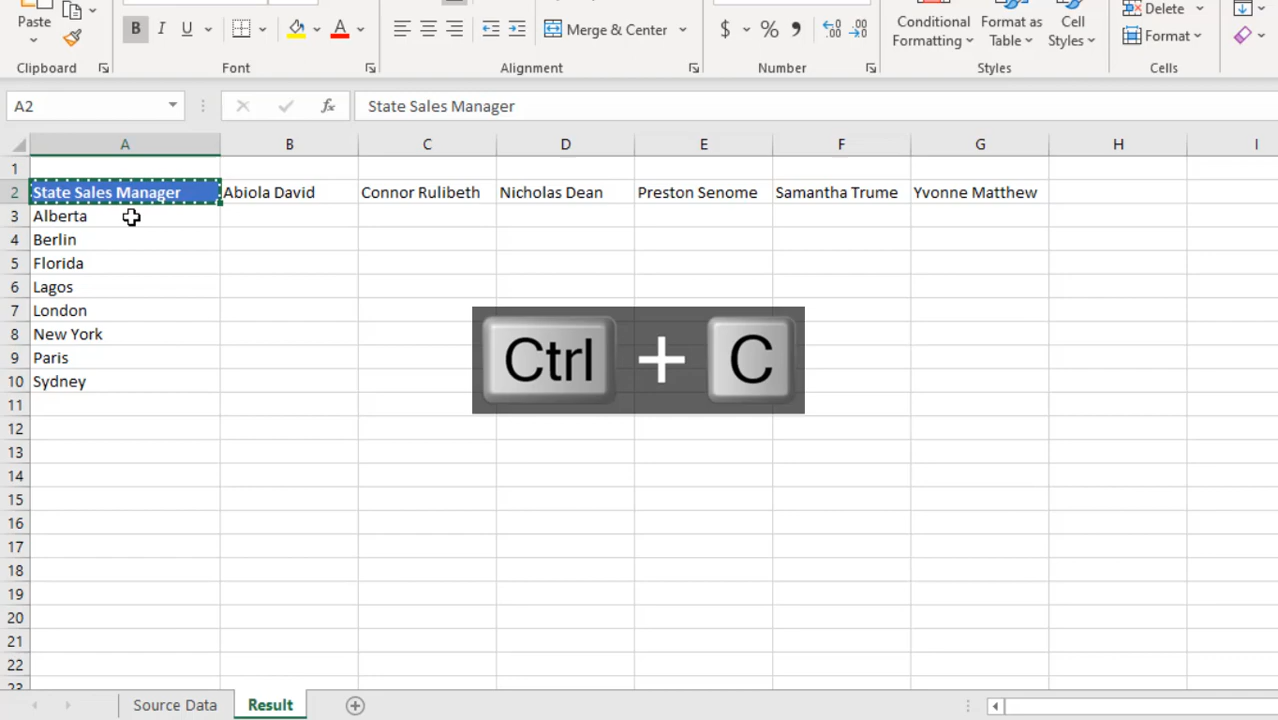 Paste
B I U A
Merge & Center
$ % ,
Conditional
Formatting
Format as
Table
Cell
Styles
Delete
Format
Clipboard Font Alignment Number Styles Cells
A2 fx State Sales Manager
A B C D E F G H I
1
2 State Sales Manager Abiola David Connor Rulibeth Nicholas Dean Preston Senome Samantha Trume Yvonne Matthew
3 Alberta
4 Berlin
5 Florida
6 Lagos
7 London
8 New York
9 Paris
10 Sydney
Ctrl + C
11
12
13
14
15
16
17
18
19
20
21
22
23
Source Data Result